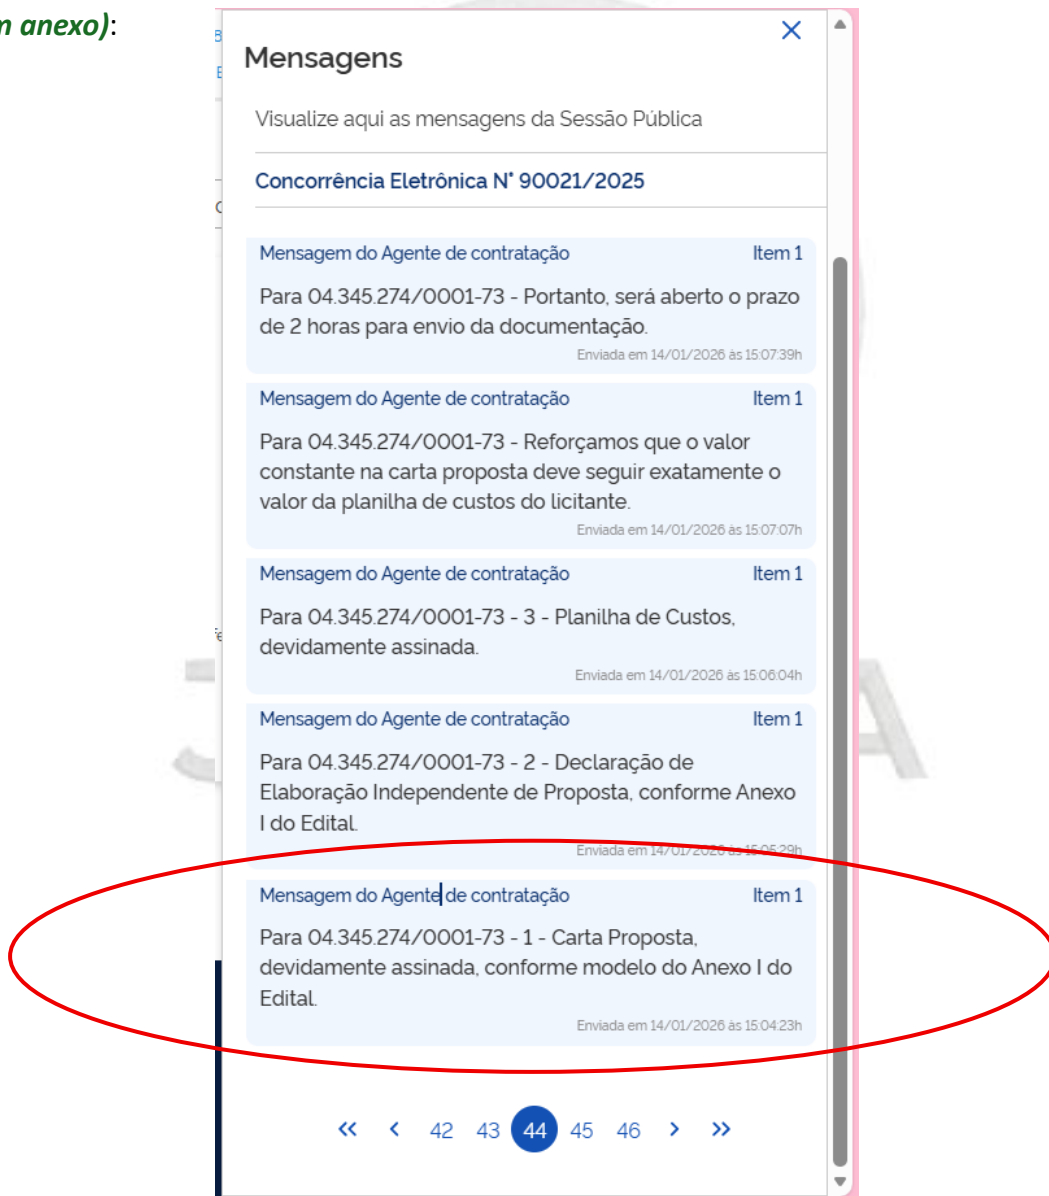 m anexo):
Mensagens
Visualize aqui as mensagens da Sessão Pública
Concorrência Eletrônica N° 90021/2025
Mensagem do Agente de contratação Item 1
Para 04.345.274/0001-73 - Portanto, será aberto o prazo
de 2 horas para envio da documentação.
Enviada em 14/01/2026 às 15:07:39h
Mensagem do Agente de contratação Item 1
Para 04.345.274/0001-73 - Reforçamos que o valor
constante na carta proposta deve seguir exatamente o
valor da planilha de custos do licitante.
Enviada em 14/01/2026 às 15:07:07h
Mensagem do Agente de contratação Item 1
Para 04.345.274/0001-73 - 3 - Planilha de Custos,
devidamente assinada.
Enviada em 14/01/2026 às 15:06:04h
Mensagem do Agente de contratação Item 1
Para 04.345.274/0001-73 - 2 - Declaração de
Elaboração Independente de Proposta, conforme Anexo
I do Edital.
Enviada em 14/01/2026 às 15:05:29h
Mensagem do Agente de contratação Item 1
Para 04.345.274/0001-73 - 1 - Carta Proposta,
devidamente assinada, conforme modelo do Anexo I do
Edital.
Enviada em 14/01/2026 às 15:04:23h
« ‹ 42 43 44 45 46 › »